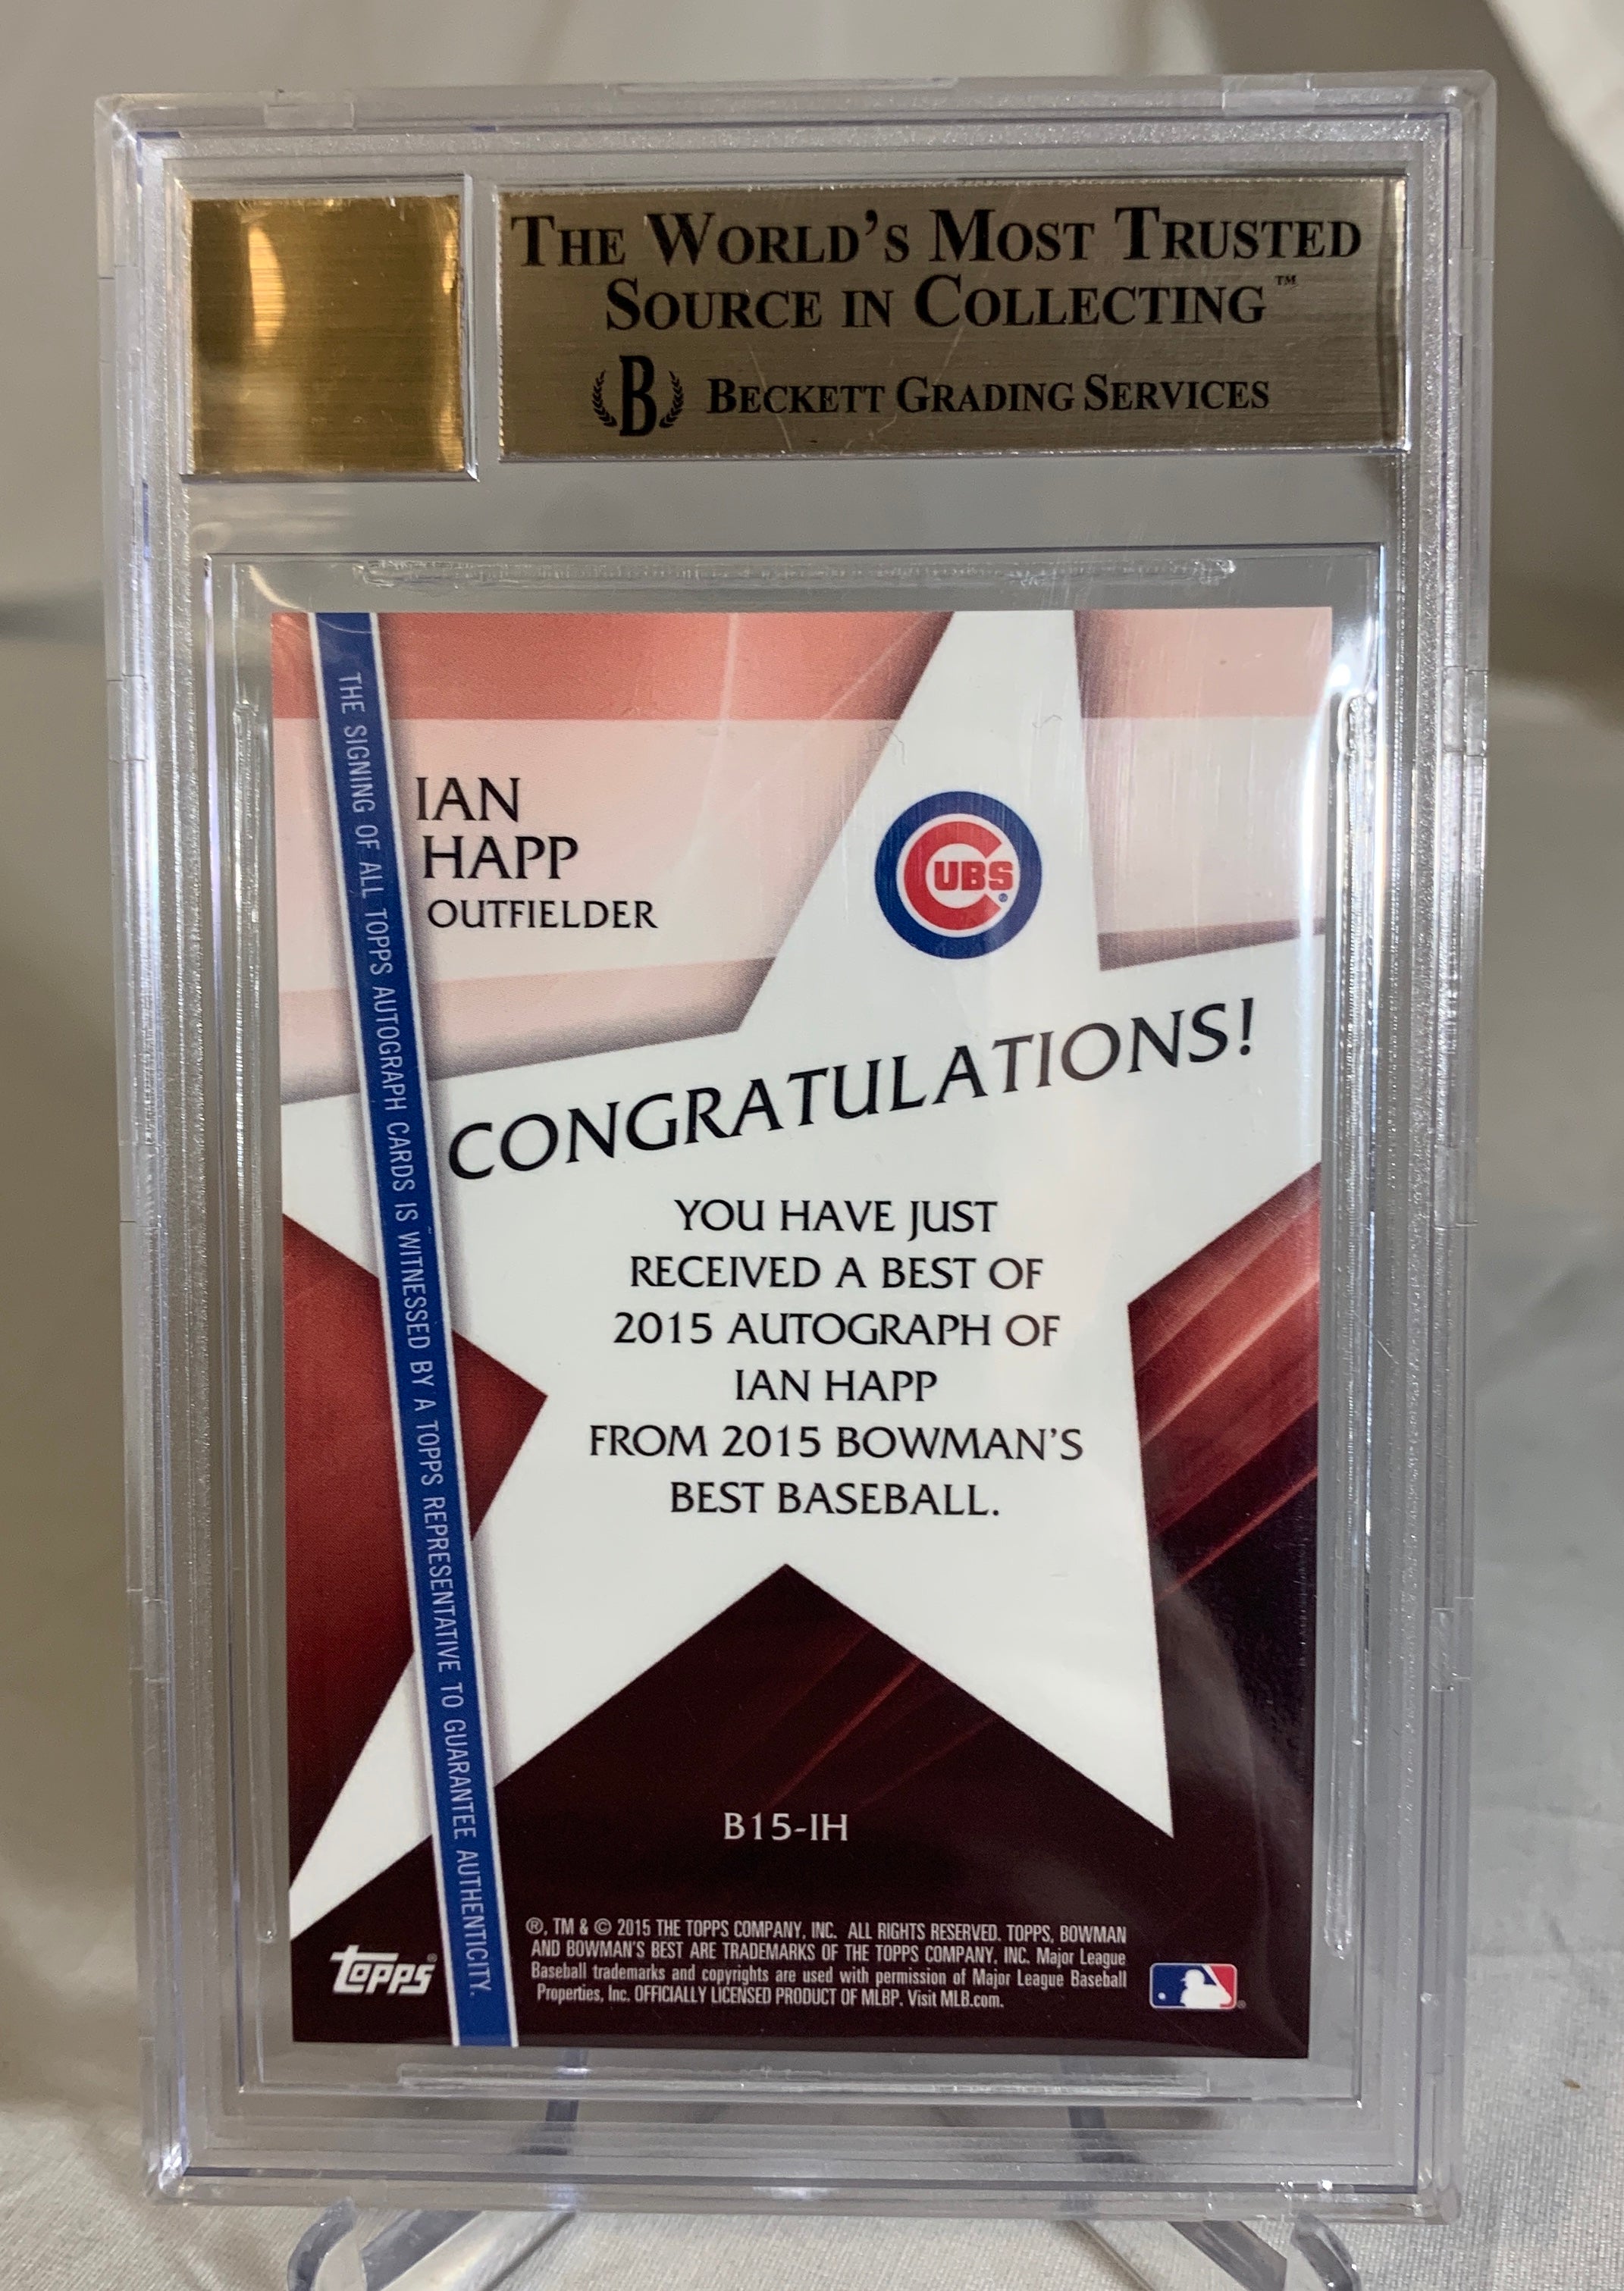 THE WORLD'S MOST TRUSTED
SOURCE IN COLLECTING™
B BECKETT GRADING SERVICES
THE SIGNING OF ALL TOPPS AUTOGRAPH CARDS IS WITNESSED BY A TOPPS REPRESENTATIVE TO GUARANTEE AUTHENTICITY.
IAN
HAPP
OUTFIELDER
CUBS®
CONGRATULATIONS!
YOU HAVE JUST
RECEIVED A BEST OF
2015 AUTOGRAPH OF
IAN HAPP
FROM 2015 BOWMAN'S
BEST BASEBALL.
B15-IH
®, TM & © 2015 THE TOPPS COMPANY, INC. ALL RIGHTS RESERVED. TOPPS, BOWMAN
AND BOWMAN'S BEST ARE TRADEMARKS OF THE TOPPS COMPANY, INC. Major League
Baseball trademarks and copyrights are used with permission of Major League Baseball
Properties, Inc. OFFICIALLY LICENSED PRODUCT OF MLBP. Visit MLB.com.
topps®